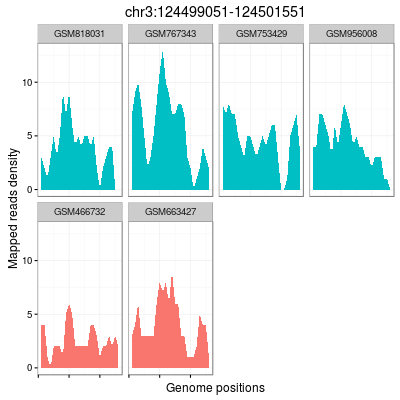 chr3:124499051-124501551
GSM818031 GSM767343 GSM753429 GSM956008
10
5
0
GSM466732 GSM663427
10
5
0
Mapped reads density
Genome positions